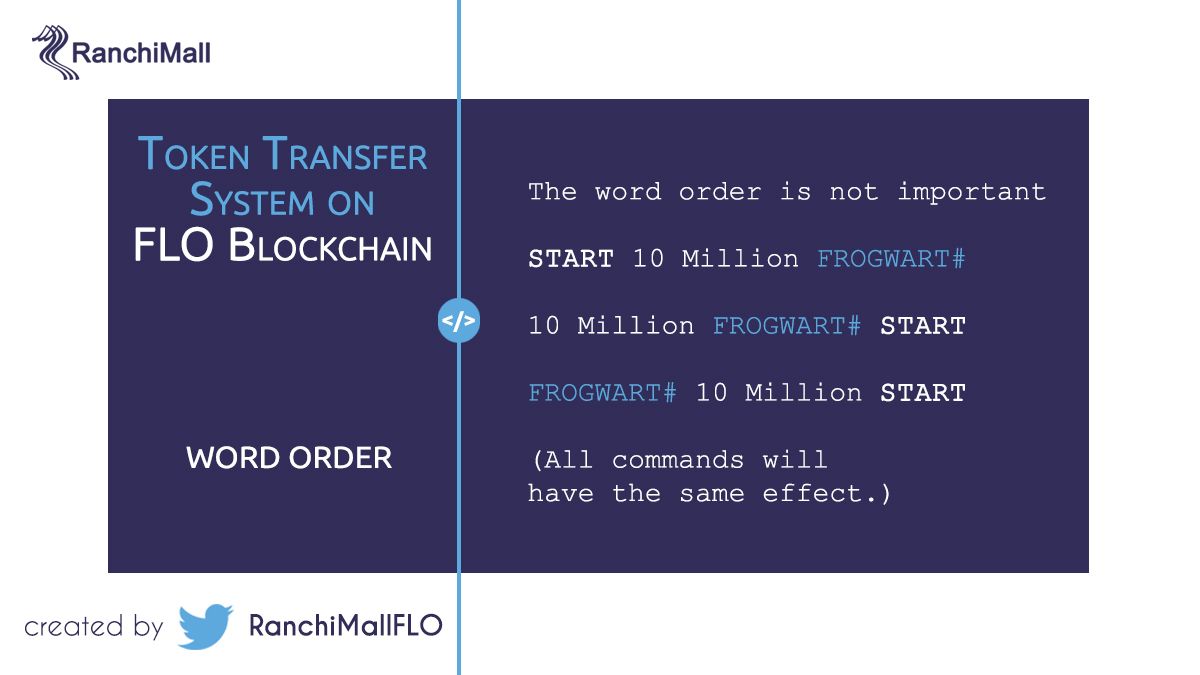 RanchiMall
Token Transfer
System on
FLO Blockchain
WORD ORDER
</>
The word order is not important
START 10 Million FROGWART#
10 Million FROGWART# START
FROGWART# 10 Million START
(All commands will
have the same effect.)
created by RanchiMallFLO